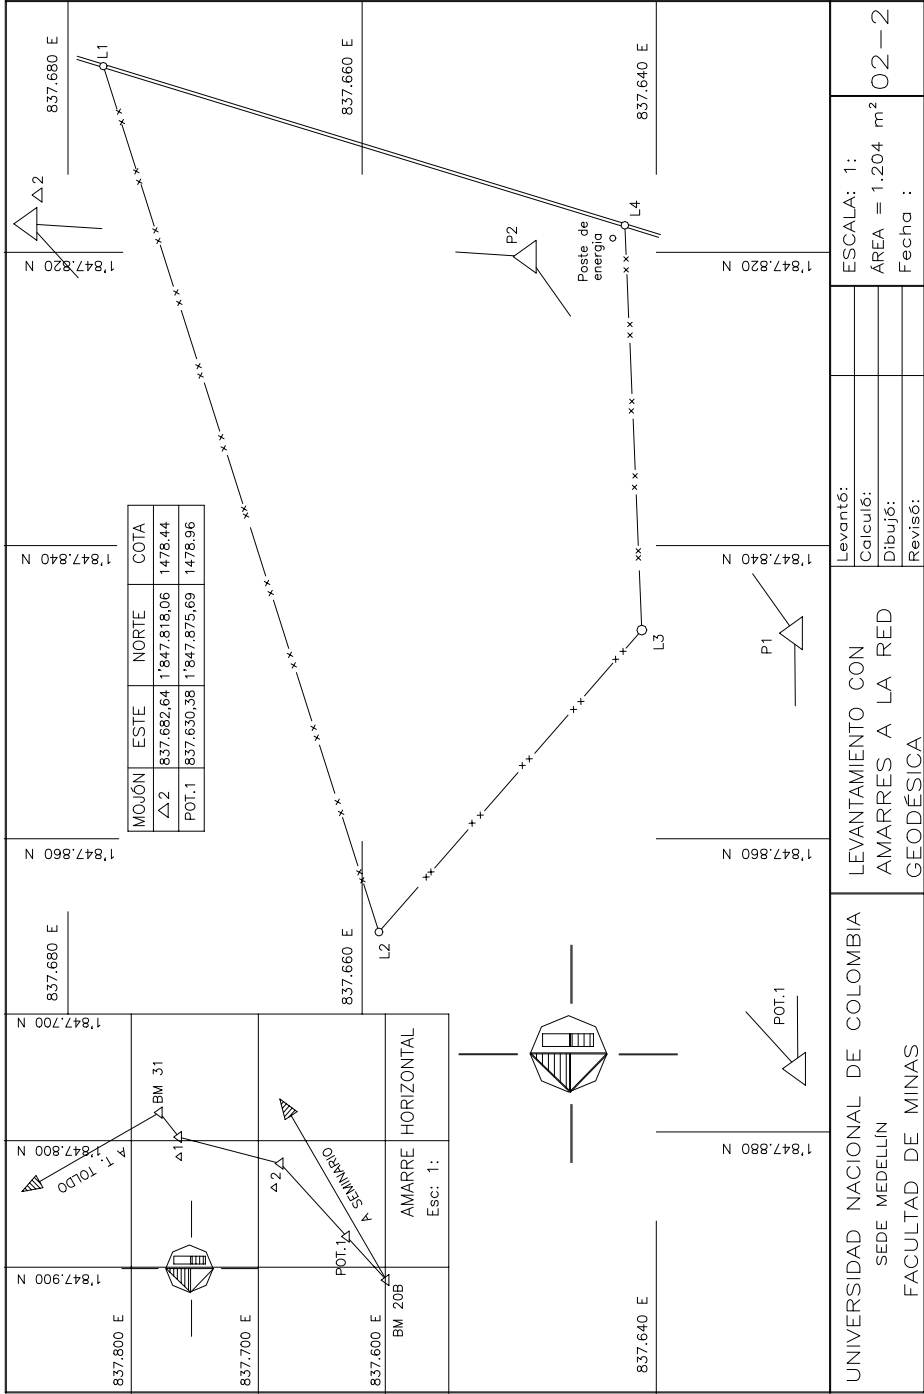 837.680 E
837.660 E
837.640 E
L1
△2
1'847.820 N
P2
Poste de
energia
L4
1'847.820 N
1'847.840 N
MOJÓN ESTE NORTE COTA
△2 837.682,64 1'847.818,06 1478.44
POT.1 837.630,38 1'847.875,69 1478.96
1'847.840 N
L3
P1
1'847.860 N
1'847.860 N
L2
837.680 E
837.660 E
1'847.700 N
BM 31
A T. TOLDO
1'847.800 N
△1
△2
A SEMINARIO
POT.1
1'847.900 N
BM 20B
837.800 E
837.700 E
837.600 E
AMARRE HORIZONTAL
Esc: 1:
POT.1
1'847.880 N
837.640 E
UNIVERSIDAD NACIONAL DE COLOMBIA
SEDE MEDELLÍN
FACULTAD DE MINAS
LEVANTAMIENTO CON
AMARRES A LA RED
GEODÉSICA
Levantó:
Calculó:
Dibujó:
Revisó:
ESCALA: 1:
ÁREA = 1.204 m²
Fecha :
02-2